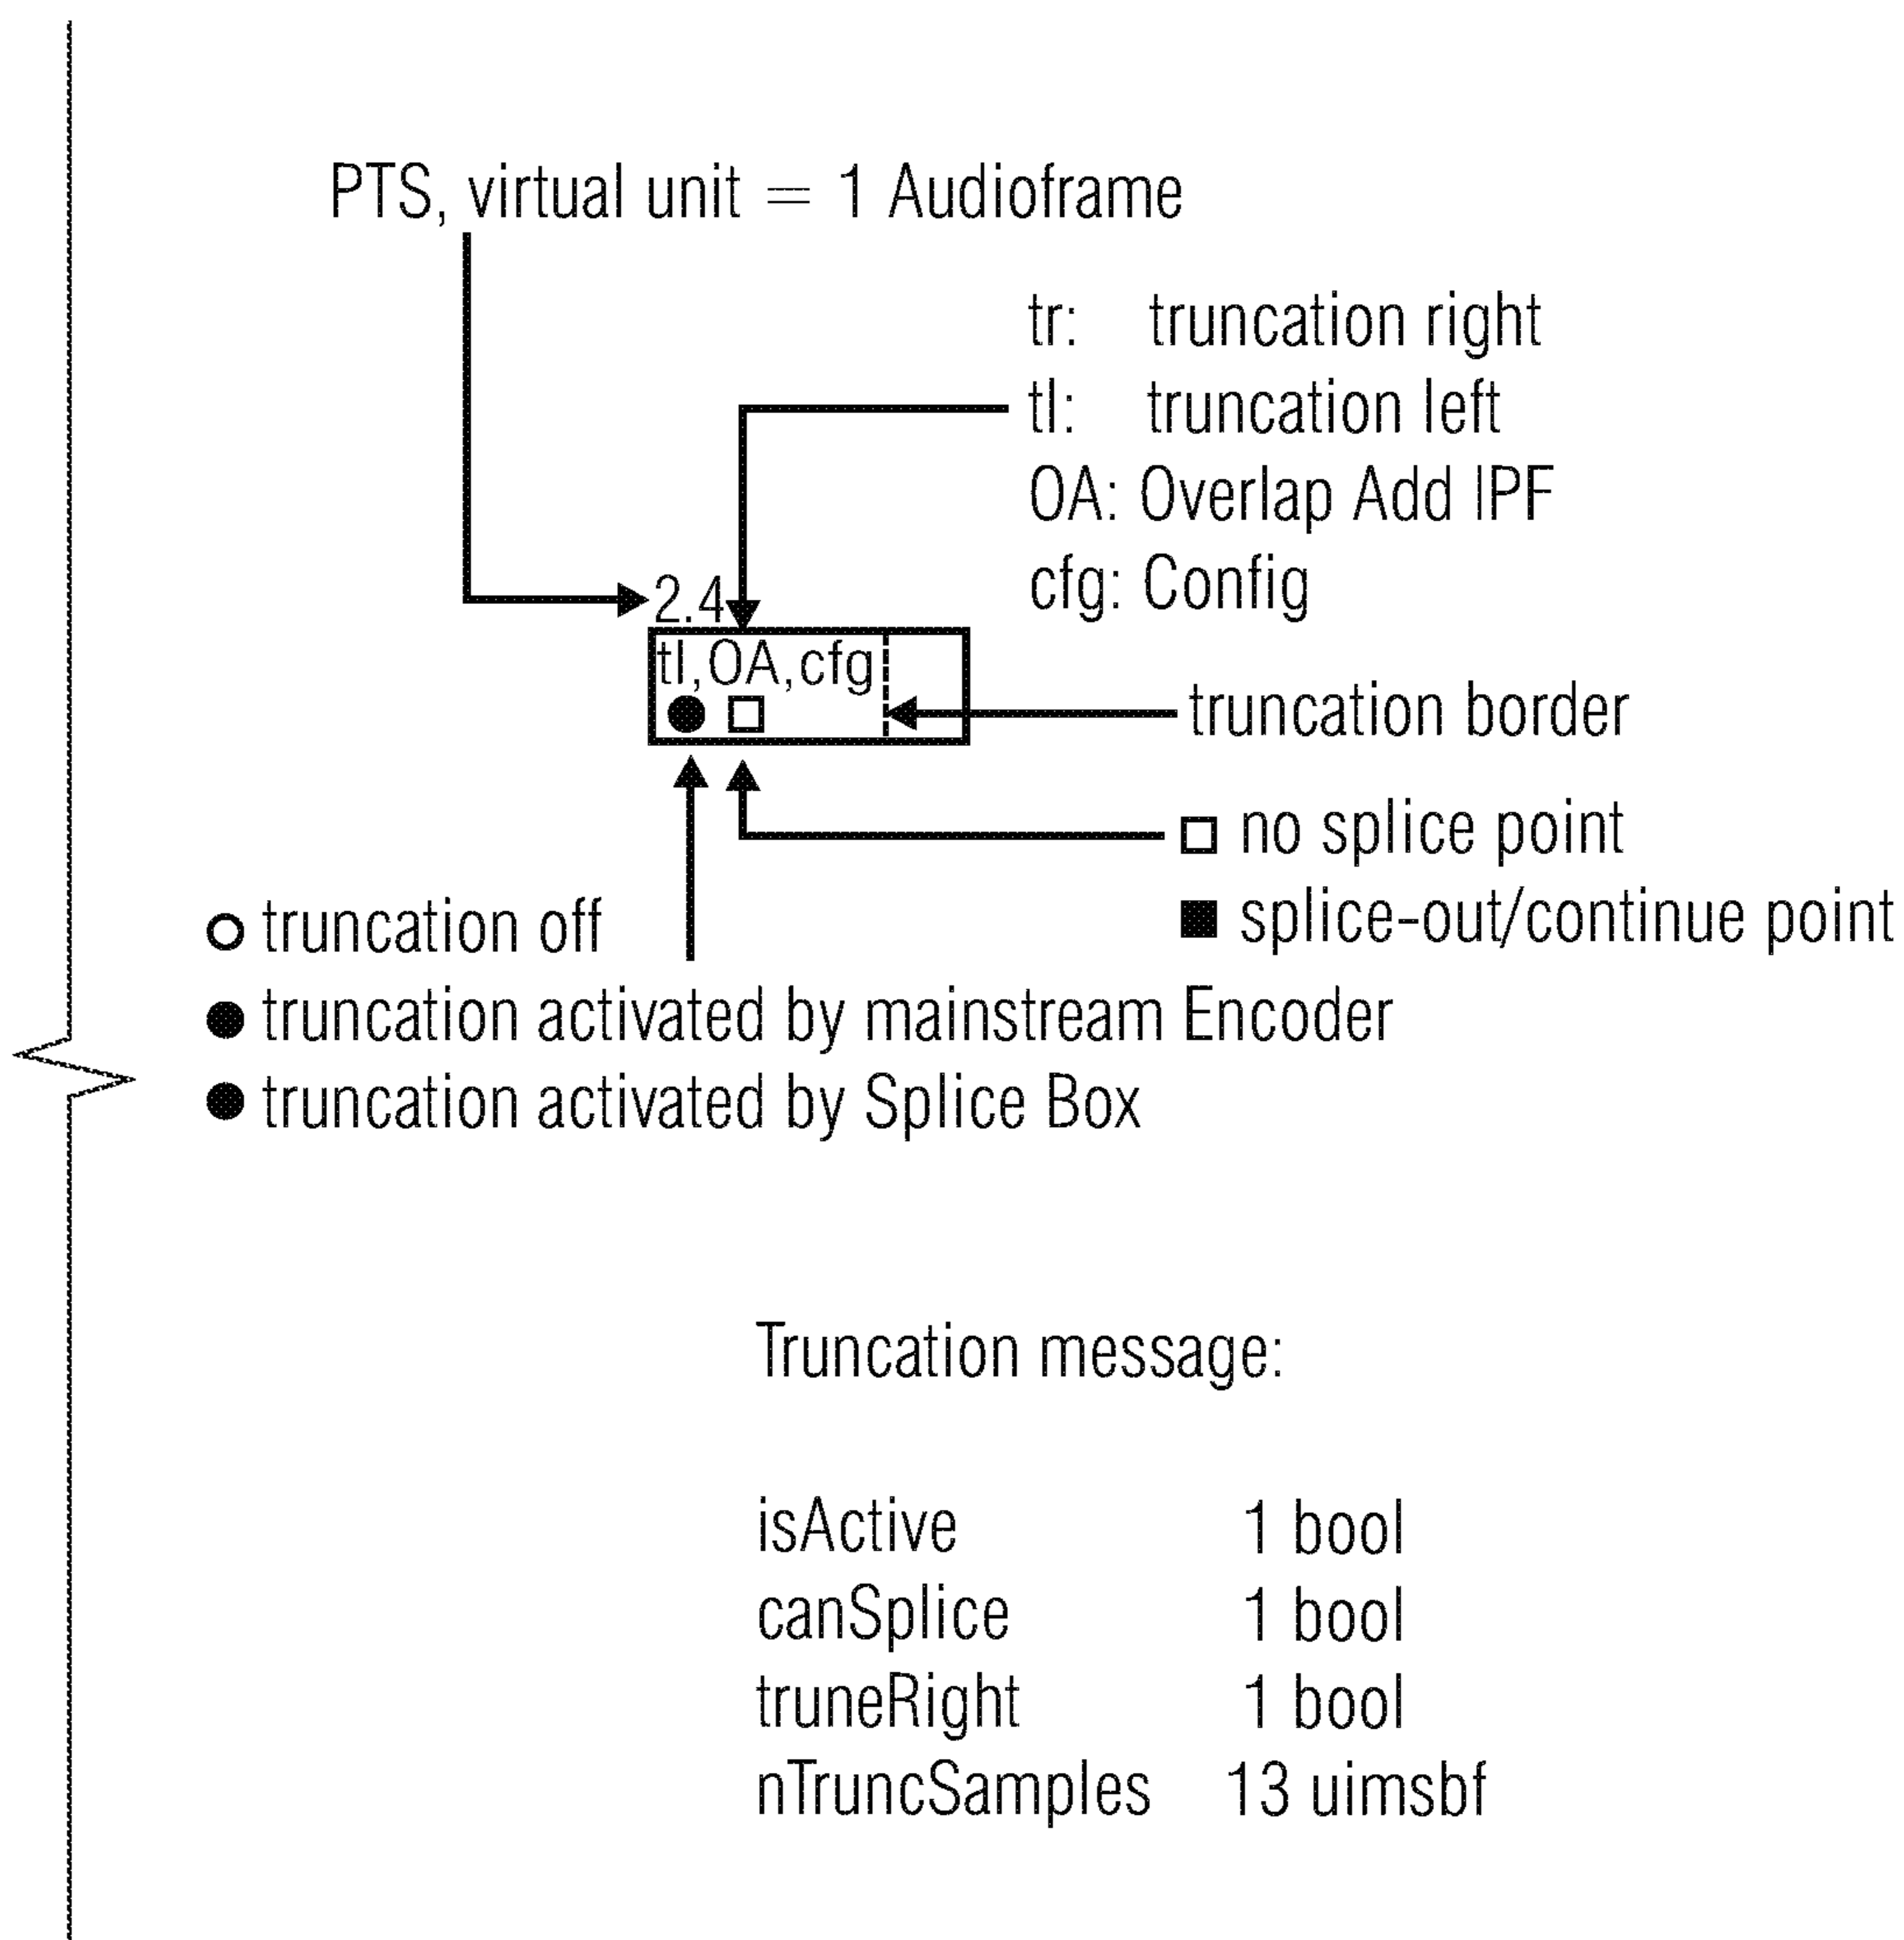 PTS, virtual unit = 1 Audioframe
tr: truncation right
tl: truncation left
OA: Overlap Add IPF
cfg: Config
2.4
tl,OA,cfg
truncation border
no splice point
splice-out/continue point
truncation off
truncation activated by mainstream Encoder
truncation activated by Splice Box
Truncation message:
isActive 1 bool
canSplice 1 bool
truneRight 1 bool
nTruncSamples 13 uimsbf